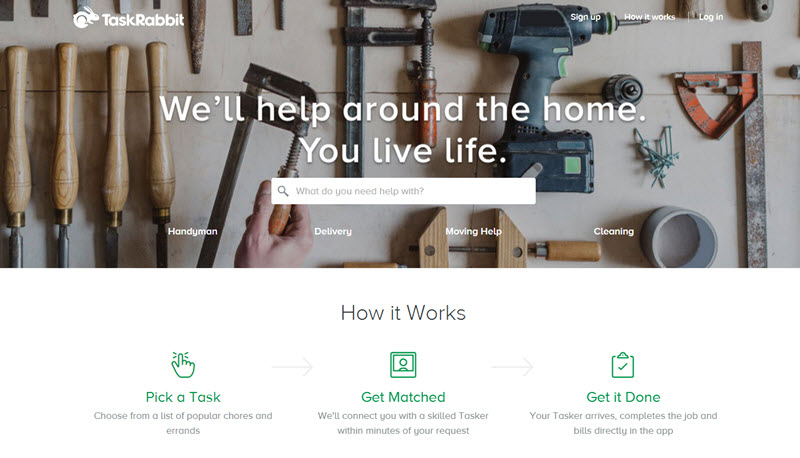 TaskRabbit
Sign up
How it works
Log in
We'll help around the home.
You live life.
What do you need help with?
Handyman
Delivery
Moving Help
Cleaning
How it Works
Pick a Task
Choose from a list of popular chores and
errands
Get Matched
We'll connect you with a skilled Tasker
within minutes of your request
Get it Done
Your Tasker arrives, completes the job and
bills directly in the app